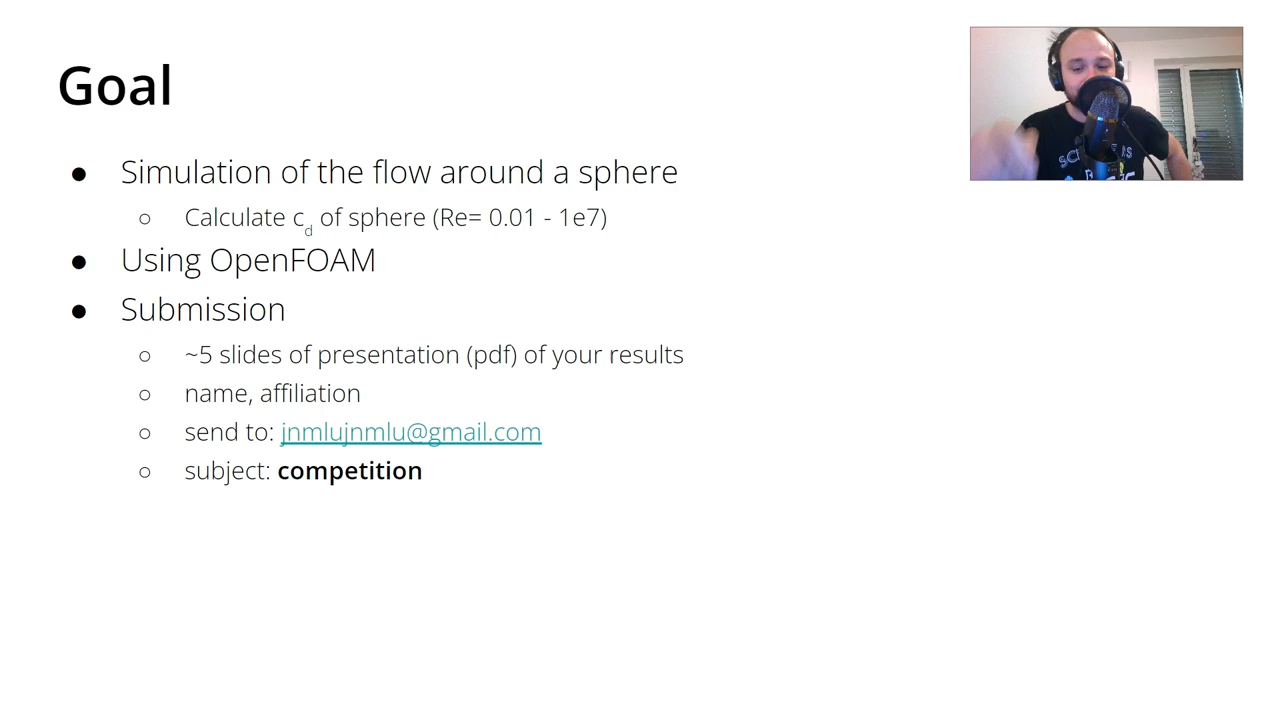 Goal
● Simulation of the flow around a sphere
○ Calculate cd of sphere (Re= 0.01 - 1e7)
● Using OpenFOAM
● Submission
○ ~5 slides of presentation (pdf) of your results
○ name, affiliation
○ send to: jnmlujnmlu@gmail.com
○ subject: competition